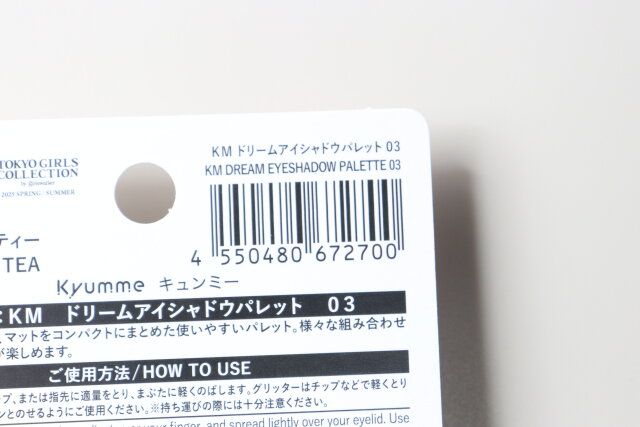 KM ドリームアイシャドウパレット 03
KM DREAM EYESHADOW PALETTE 03
TOKYO GIRLS
COLLECTION
2025 SPRING / SUMMER
4 550480 672700
ティー
TEA
Kyumme キュンミー
:KM ドリームアイシャドウパレット 03
マットをコンパクトにまとめた使いやすいパレット。様々な組み合わせ
が楽しめます。
ご使用方法/HOW TO USE
プ、または指先に適量をとり、まぶたに軽くのばします。グリッターはチップなどで軽くとり
ンとのせるようにご使用ください。※持ち運びの際には十分注意ください。
your finger, and spread lightly over your eyelid. Use